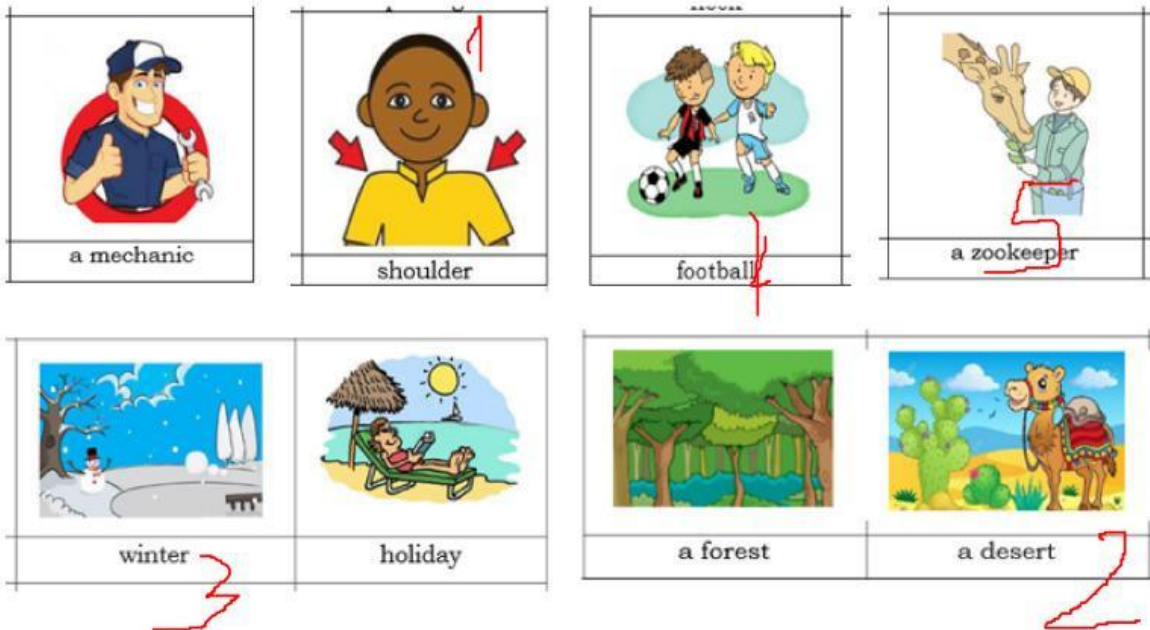 1
a mechanic
shoulder
football
4
a zookeeper
5
winter
3
holiday
a forest
a desert
2